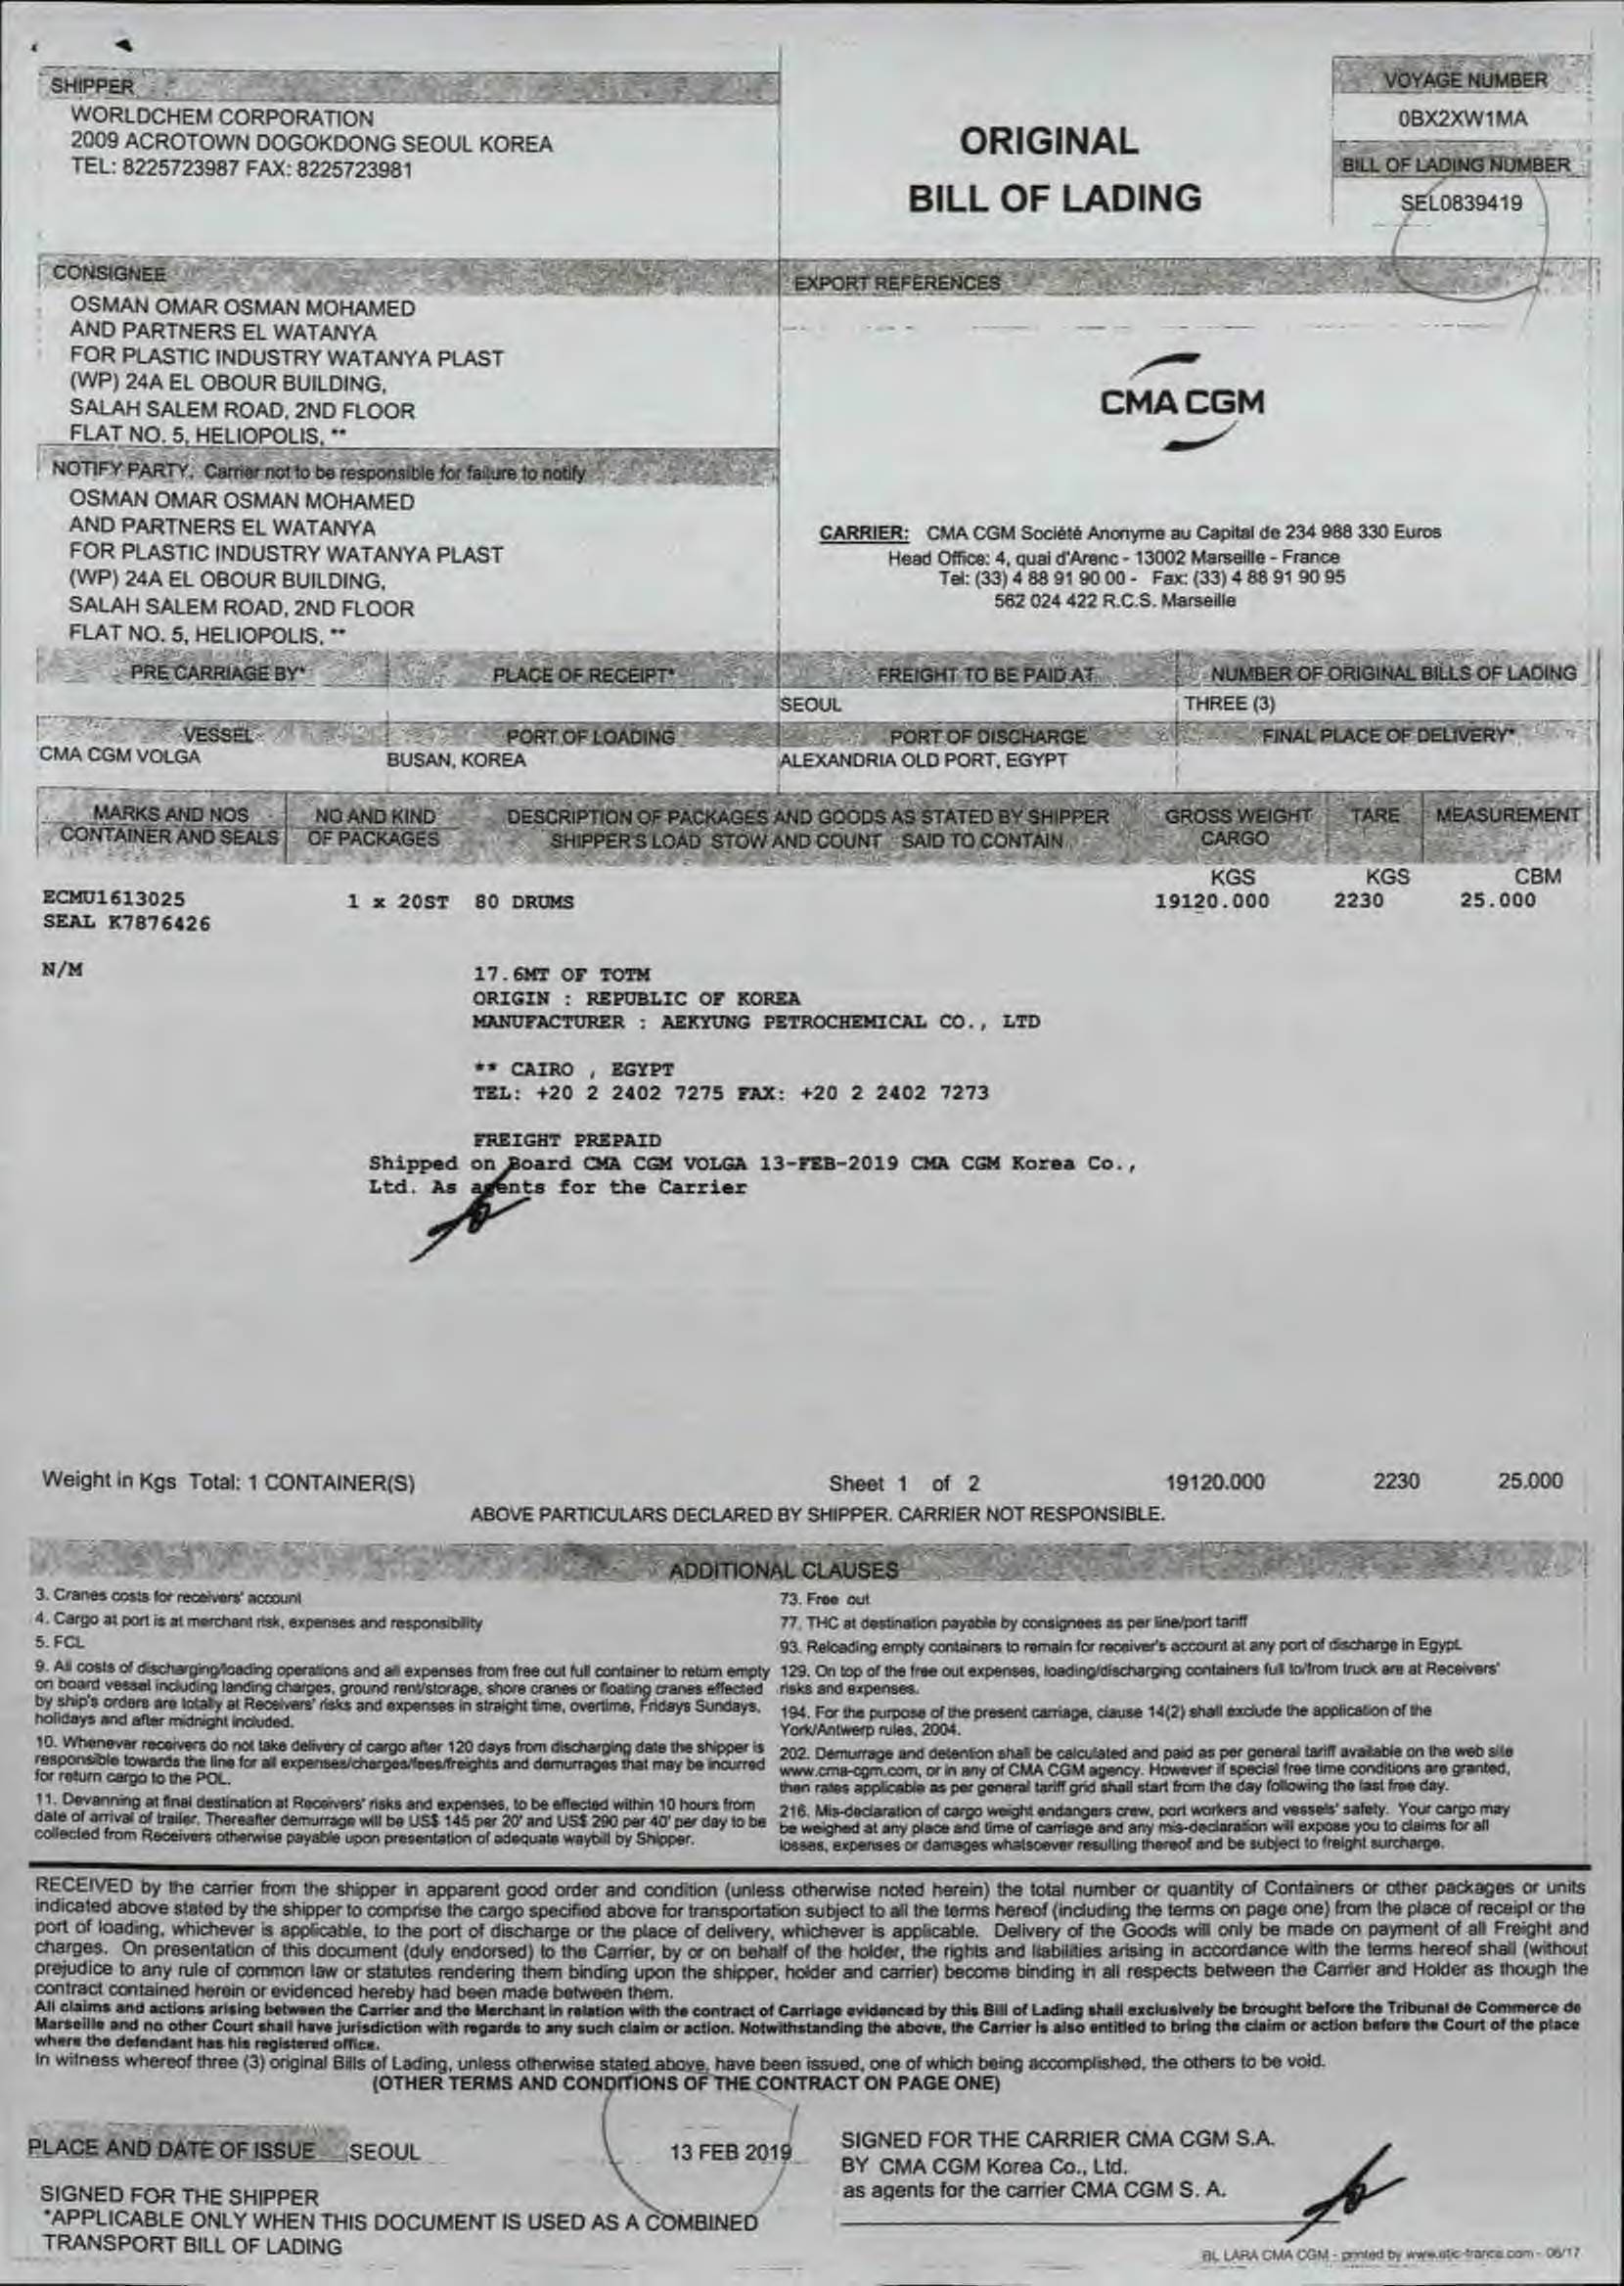 SHIPPER
WORLDCHEM CORPORATION
2009 ACROTOWN DOGOKDONG SEOUL KOREA
TEL: 8225723987 FAX: 8225723981
ORIGINAL
BILL OF LADING
VOYAGE NUMBER
0BX2XW1MA
BILL OF LADING NUMBER
SEL0839419
CONSIGNEE
OSMAN OMAR OSMAN MOHAMED
AND PARTNERS EL WATANYA
FOR PLASTIC INDUSTRY WATANYA PLAST
(WP) 24A EL OBOUR BUILDING,
SALAH SALEM ROAD, 2ND FLOOR
FLAT NO. 5, HELIOPOLIS, **
EXPORT REFERENCES
CMA CGM
NOTIFY PARTY, Carrier not to be responsible for failure to notify
OSMAN OMAR OSMAN MOHAMED
AND PARTNERS EL WATANYA
FOR PLASTIC INDUSTRY WATANYA PLAST
(WP) 24A EL OBOUR BUILDING,
SALAH SALEM ROAD, 2ND FLOOR
FLAT NO. 5, HELIOPOLIS, **
CARRIER: CMA CGM Société Anonyme au Capital de 234 988 330 Euros
Head Office: 4, quai d'Arenc - 13002 Marseille - France
Tel: (33) 4 88 91 90 00 - Fax: (33) 4 88 91 90 95
562 024 422 R.C.S. Marseille
PRE CARRIAGE BY* PLACE OF RECEIPT* FREIGHT TO BE PAID AT NUMBER OF ORIGINAL BILLS OF LADING
SEOUL THREE (3)
VESSEL PORT OF LOADING PORT OF DISCHARGE FINAL PLACE OF DELIVERY*
CMA CGM VOLGA BUSAN, KOREA ALEXANDRIA OLD PORT, EGYPT
MARKS AND NOS NO AND KIND DESCRIPTION OF PACKAGES AND GOODS AS STATED BY SHIPPER GROSS WEIGHT TARE MEASUREMENT
CONTAINER AND SEALS OF PACKAGES SHIPPER'S LOAD STOW AND COUNT SAID TO CONTAIN CARGO
KGS KGS CBM
ECMU1613025 1 x 20ST 80 DRUMS 19120.000 2230 25.000
SEAL K7876426
N/M 17.6MT OF TOTM
ORIGIN : REPUBLIC OF KOREA
MANUFACTURER : AEKYUNG PETROCHEMICAL CO., LTD
** CAIRO , EGYPT
TEL: +20 2 2402 7275 FAX: +20 2 2402 7273
FREIGHT PREPAID
Shipped on Board CMA CGM VOLGA 13-FEB-2019 CMA CGM Korea Co.,
Ltd. As agents for the Carrier
Weight in Kgs Total: 1 CONTAINER(S) Sheet 1 of 2 19120.000 2230 25.000
ABOVE PARTICULARS DECLARED BY SHIPPER. CARRIER NOT RESPONSIBLE.
ADDITIONAL CLAUSES
3. Cranes costs for receivers' account
4. Cargo at port is at merchant risk, expenses and responsibility
5. FCL
9. All costs of discharging/loading operations and all expenses from free out full container to return empty
on board vessel including landing charges, ground rent/storage, shore cranes or floating cranes effected
by ship's orders are totally at Receivers' risks and expenses in straight time, overtime, Fridays Sundays,
holidays and after midnight included.
10. Whenever receivers do not take delivery of cargo after 120 days from discharging date the shipper is
responsible towards the line for all expenses/charges/fees/freights and demurrages that may be incurred
for return cargo to the POL.
11. Devanning at final destination at Receivers' risks and expenses, to be effected within 10 hours from
date of arrival of trailer. Thereafter demurrage will be US$ 145 per 20' and US$ 290 per 40' per day to be
collected from Receivers otherwise payable upon presentation of adequate waybill by Shipper.
73. Free out
77. THC at destination payable by consignees as per line/port tariff
93. Reloading empty containers to remain for receiver's account at any port of discharge in Egypt.
129. On top of the free out expenses, loading/discharging containers full to/from truck are at Receivers'
risks and expenses.
194. For the purpose of the present carriage, clause 14(2) shall exclude the application of the
York/Antwerp rules, 2004.
202. Demurrage and detention shall be calculated and paid as per general tariff available on the web site
www.cma-cgm.com, or in any of CMA CGM agency. However if special free time conditions are granted,
then rates applicable as per general tariff grid shall start from the day following the last free day.
216. Mis-declaration of cargo weight endangers crew, port workers and vessels' safety. Your cargo may
be weighed at any place and time of carriage and any mis-declaration will expose you to claims for all
losses, expenses or damages whatsoever resulting thereof and be subject to freight surcharge.
RECEIVED by the carrier from the shipper in apparent good order and condition (unless otherwise noted herein) the total number or quantity of Containers or other packages or units
indicated above stated by the shipper to comprise the cargo specified above for transportation subject to all the terms hereof (including the terms on page one) from the place of receipt or the
port of loading, whichever is applicable, to the port of discharge or the place of delivery, whichever is applicable. Delivery of the Goods will only be made on payment of all Freight and
charges. On presentation of this document (duly endorsed) to the Carrier, by or on behalf of the holder, the rights and liabilities arising in accordance with the terms hereof shall (without
prejudice to any rule of common law or statutes rendering them binding upon the shipper, holder and carrier) become binding in all respects between the Carrier and Holder as though the
contract contained herein or evidenced hereby had been made between them.
All claims and actions arising between the Carrier and the Merchant in relation with the contract of Carriage evidenced by this Bill of Lading shall exclusively be brought before the Tribunal de Commerce de
Marseille and no other Court shall have jurisdiction with regards to any such claim or action. Notwithstanding the above, the Carrier is also entitled to bring the claim or action before the Court of the place
where the defendant has his registered office.
In witness whereof three (3) original Bills of Lading, unless otherwise stated above, have been issued, one of which being accomplished, the others to be void.
(OTHER TERMS AND CONDITIONS OF THE CONTRACT ON PAGE ONE)
PLACE AND DATE OF ISSUE SEOUL 13 FEB 2019
SIGNED FOR THE SHIPPER
*APPLICABLE ONLY WHEN THIS DOCUMENT IS USED AS A COMBINED
TRANSPORT BILL OF LADING
SIGNED FOR THE CARRIER CMA CGM S.A.
BY CMA CGM Korea Co., Ltd.
as agents for the carrier CMA CGM S. A.
BL LARA CMA CGM - printed by www.stic-france.com - 06/17